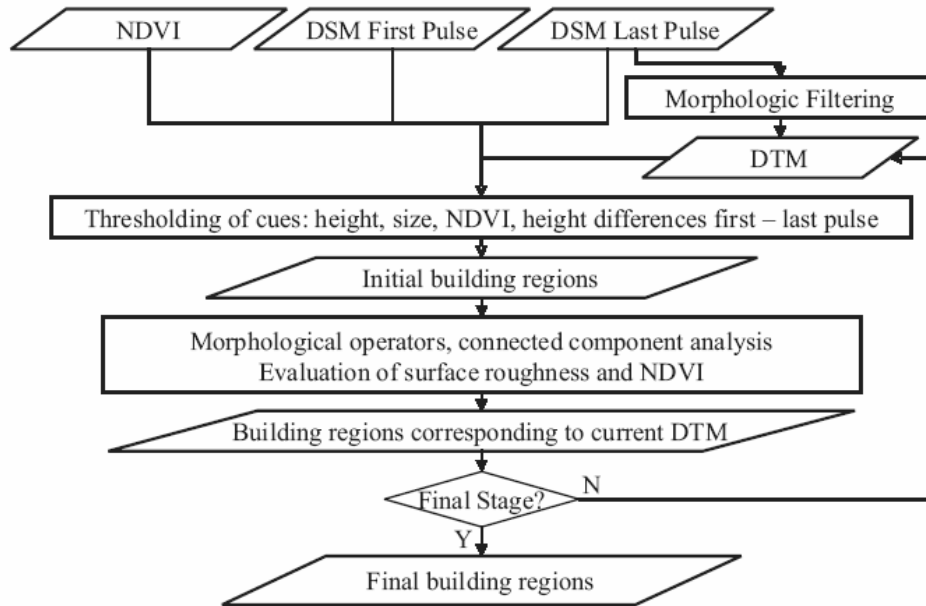 NDVI
DSM First Pulse
DSM Last Pulse
Morphologic Filtering
DTM
Thresholding of cues: height, size, NDVI, height differences first – last pulse
Initial building regions
Morphological operators, connected component analysis
Evaluation of surface roughness and NDVI
Building regions corresponding to current DTM
Final Stage?
N
Y
Final building regions